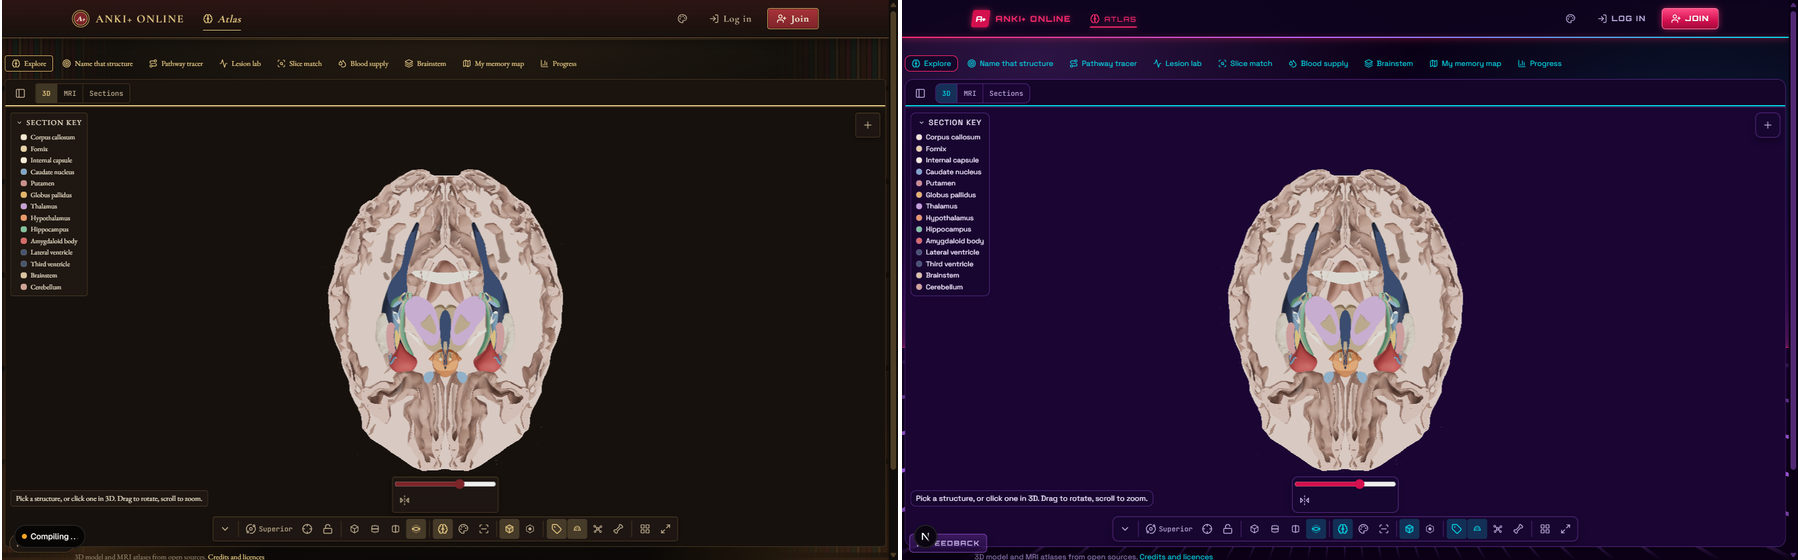 A+ ANKI+ ONLINE Atlas Log in Join
Explore Name that structure Pathway tracer Lesion lab Slice match Blood supply Brainstem My memory map Progress
3D MRI Sections
SECTION KEY
Corpus callosum
Fornix
Internal capsule
Caudate nucleus
Putamen
Globus pallidus
Thalamus
Hypothalamus
Hippocampus
Amygdaloid body
Lateral ventricle
Third ventricle
Brainstem
Cerebellum
Pick a structure, or click one in 3D. Drag to rotate, scroll to zoom.
Superior
Compiling ..
3D model and MRI atlases from open sources. Credits and licences
A+ ANKI+ ONLINE ATLAS LOG IN JOIN
Explore Name that structure Pathway tracer Lesion lab Slice match Blood supply Brainstem My memory map Progress
3D MRI Sections
SECTION KEY
Corpus callosum
Fornix
Internal capsule
Caudate nucleus
Putamen
Globus pallidus
Thalamus
Hypothalamus
Hippocampus
Amygdaloid body
Lateral ventricle
Third ventricle
Brainstem
Cerebellum
Pick a structure, or click one in 3D. Drag to rotate, scroll to zoom.
Superior
N
EEDBACK
3D model and MRI atlases from open sources. Credits and licences